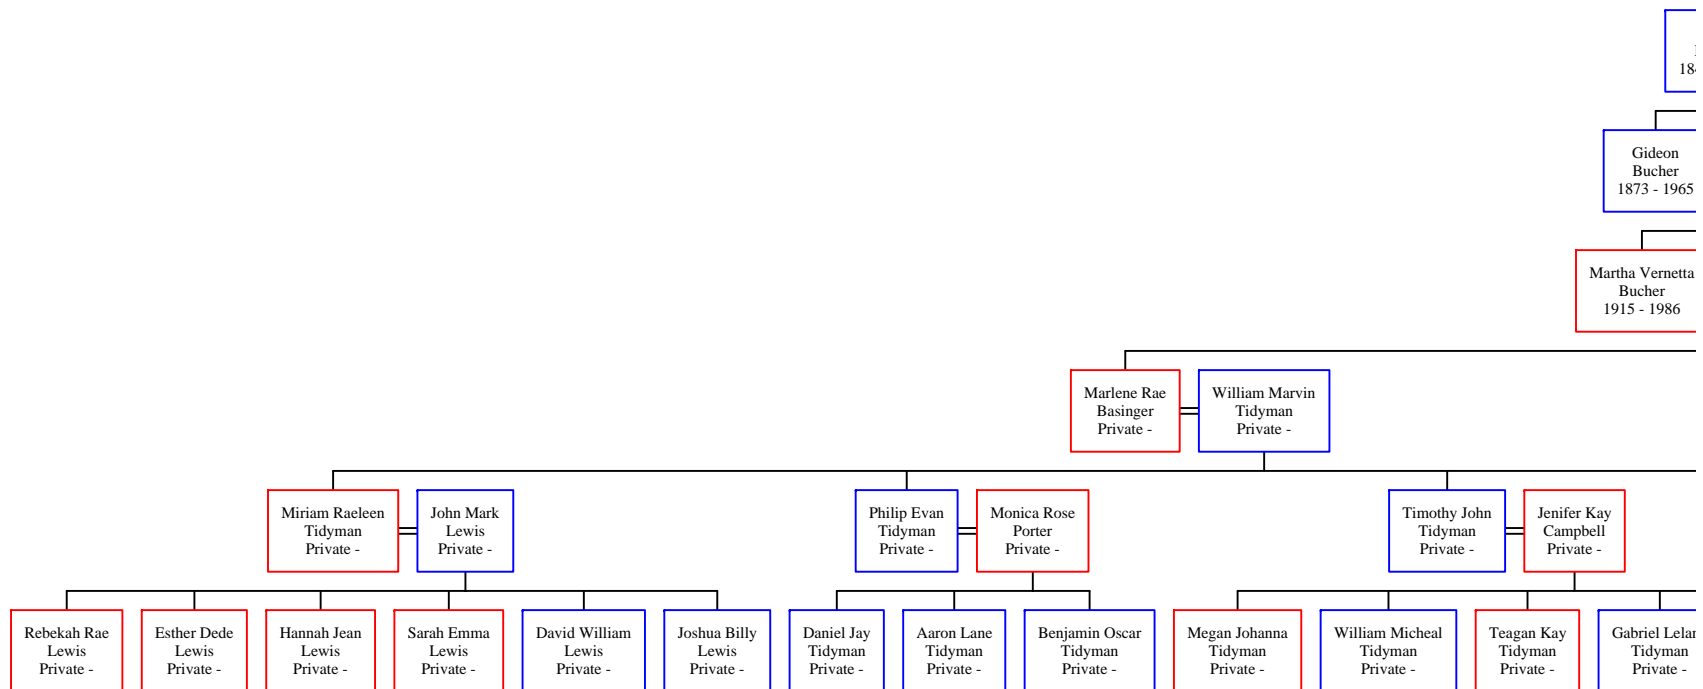 184
Gideon
Bucher
1873 - 1965
Martha Vernetta
Bucher
1915 - 1986
Marlene Rae
Basinger
Private -
William Marvin
Tidyman
Private -
Miriam Raeleen
Tidyman
Private -
John Mark
Lewis
Private -
Philip Evan
Tidyman
Private -
Monica Rose
Porter
Private -
Timothy John
Tidyman
Private -
Jenifer Kay
Campbell
Private -
Rebekah Rae
Lewis
Private -
Esther Dede
Lewis
Private -
Hannah Jean
Lewis
Private -
Sarah Emma
Lewis
Private -
David William
Lewis
Private -
Joshua Billy
Lewis
Private -
Daniel Jay
Tidyman
Private -
Aaron Lane
Tidyman
Private -
Benjamin Oscar
Tidyman
Private -
Megan Johanna
Tidyman
Private -
William Micheal
Tidyman
Private -
Teagan Kay
Tidyman
Private -
Gabriel Lelan
Tidyman
Private -